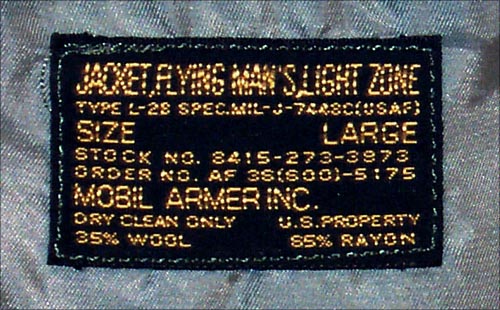 JACKET,FLYING MAN'S,LIGHT ZONE
TYPE L-2B SPEC.MIL-J-7448C(USAF)
SIZE LARGE
STOCK NO. 8415-273-3973
ORDER NO. AF 36(600)-5175
MOBIL ARMER INC.
DRY CLEAN ONLY U.S.PROPERTY
35% WOOL 65% RAYON